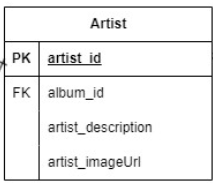 Artist
PK artist_id
FK album_id
artist_description
artist_imageUrl